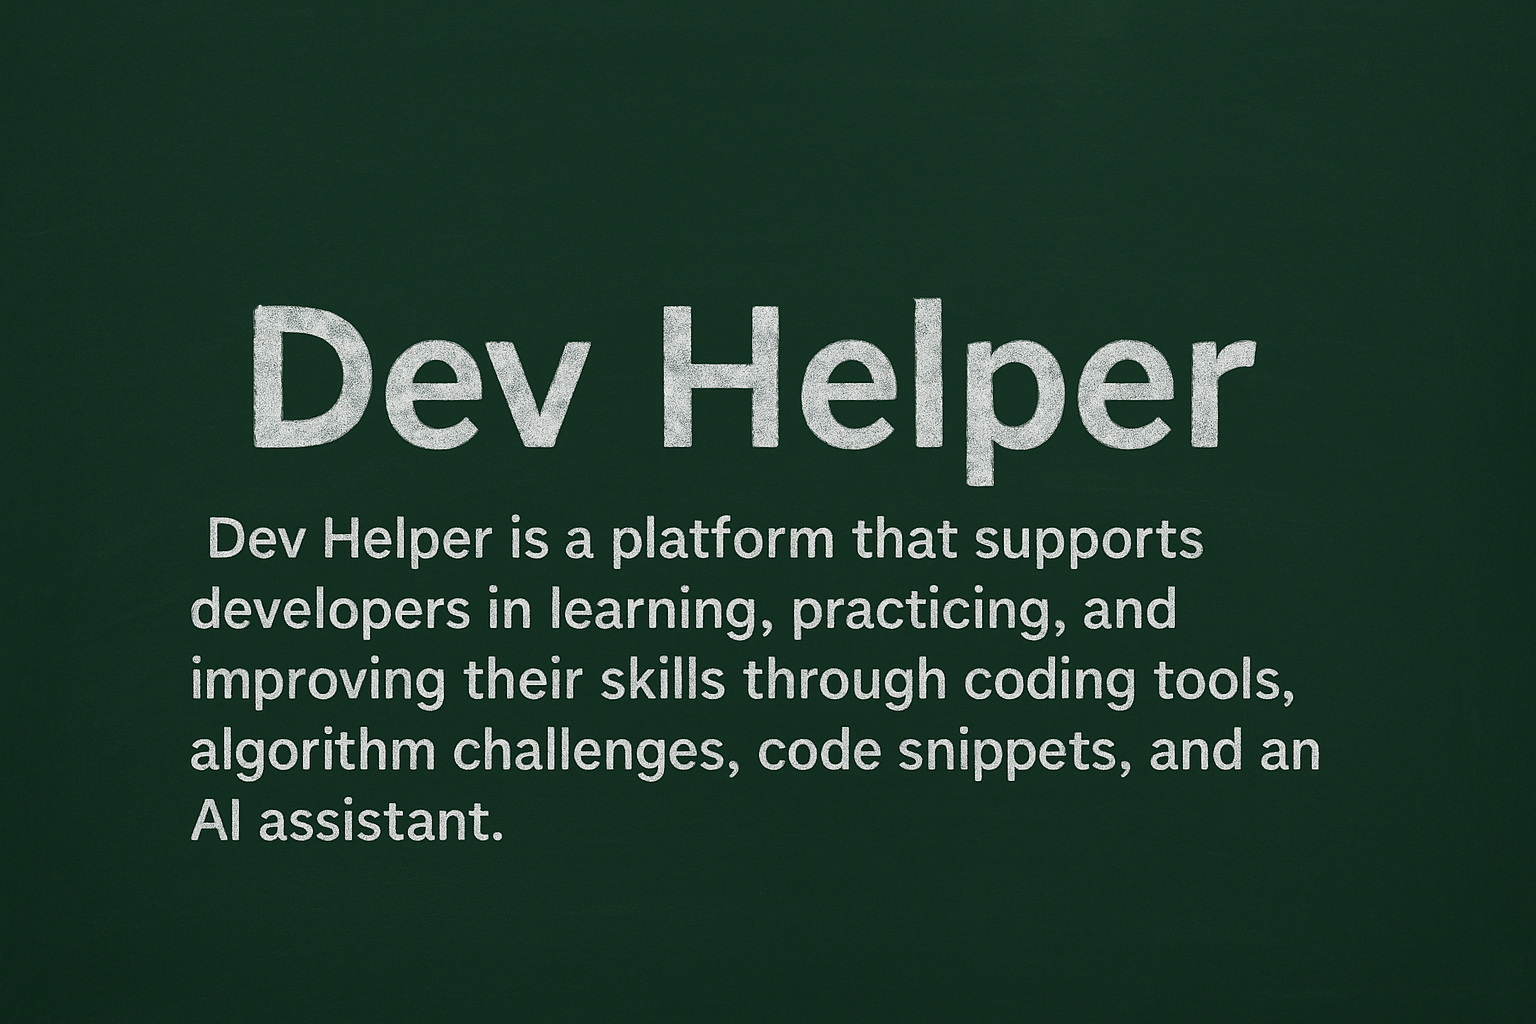 Dev Helper
Dev Helper is a platform that supports
developers in learning, practicing, and
improving their skills through coding tools,
algorithm challenges, code snippets, and an
AI assistant.